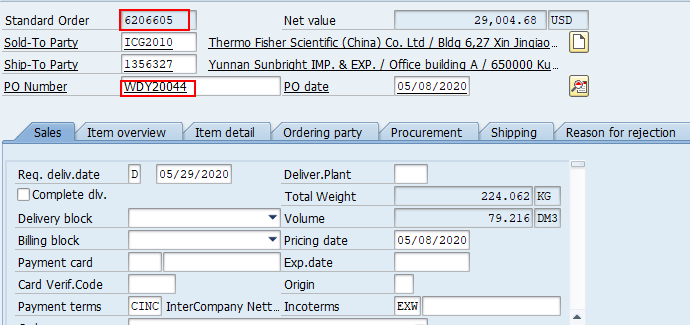 Standard Order 6206605 Net value 29,004.68 USD
Sold-To Party ICG2010 Thermo Fisher Scientific (China) Co. Ltd / Bldg 6,27 Xin Jinqiao...
Ship-To Party 1356327 Yunnan Sunbright IMP. & EXP. / Office building A / 650000 Ku...
PO Number WDY20044 PO date 05/08/2020
Sales Item overview Item detail Ordering party Procurement Shipping Reason for rejection
Req. deliv.date D 05/29/2020 Deliver.Plant
Complete dlv. Total Weight 224.062 KG
Delivery block Volume 79.216 DM3
Billing block Pricing date 05/08/2020
Payment card Exp.date
Card Verif.Code Origin
Payment terms CINC InterCompany Nett... Incoterms EXW